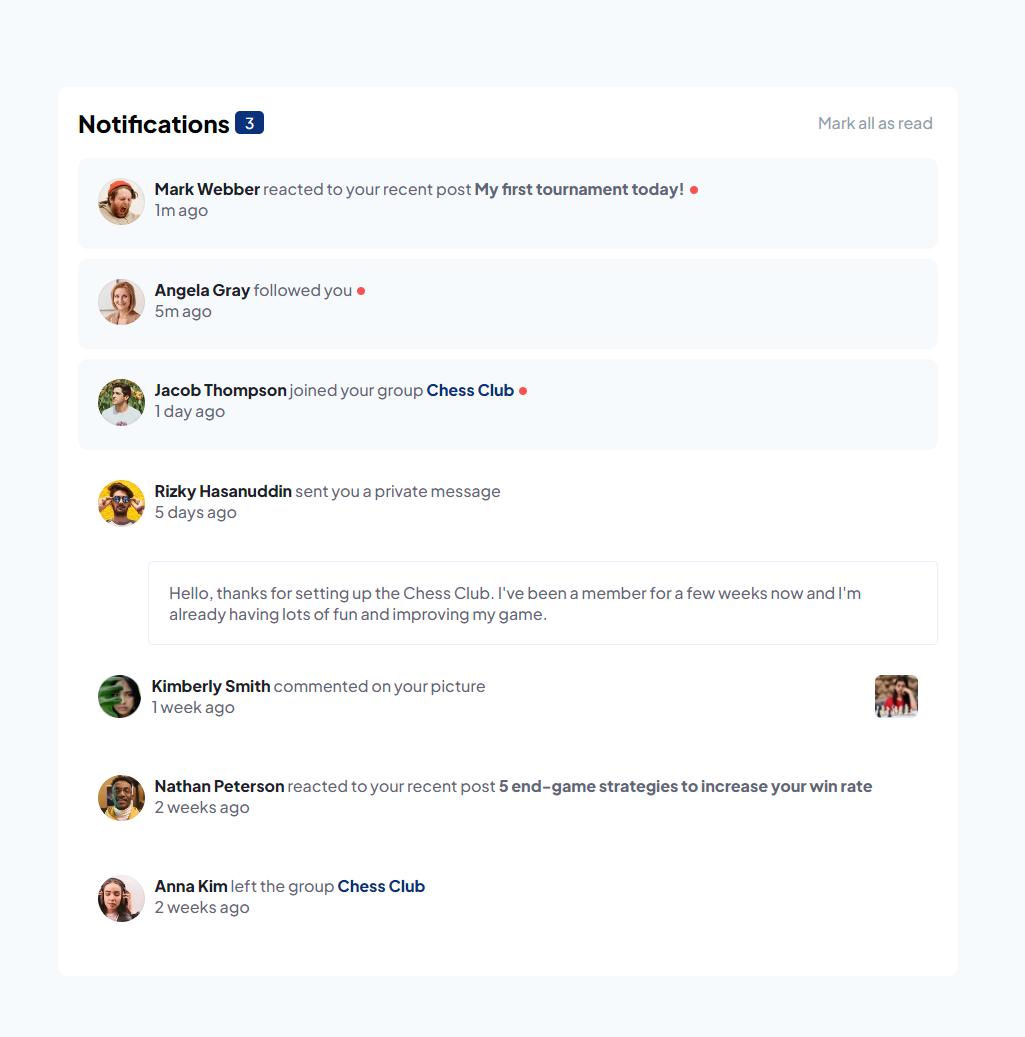 Notifications 3
Mark all as read
Mark Webber reacted to your recent post My first tournament today!
1m ago
Angela Gray followed you
5m ago
Jacob Thompson joined your group Chess Club
1 day ago
Rizky Hasanuddin sent you a private message
5 days ago
Hello, thanks for setting up the Chess Club. I've been a member for a few weeks now and I'm
already having lots of fun and improving my game.
Kimberly Smith commented on your picture
1 week ago
Nathan Peterson reacted to your recent post 5 end-game strategies to increase your win rate
2 weeks ago
Anna Kim left the group Chess Club
2 weeks ago